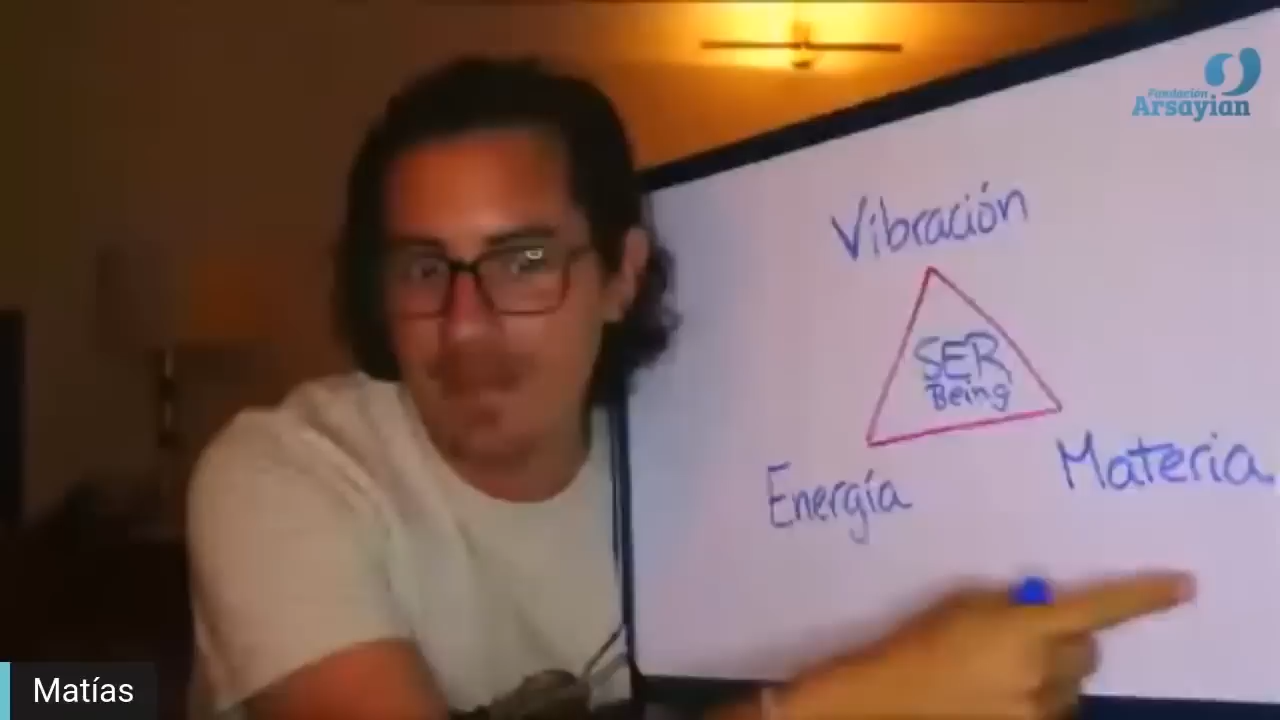 Fundación
Arsayian
Vibración
SER
Being
Energía
Materia
Matías